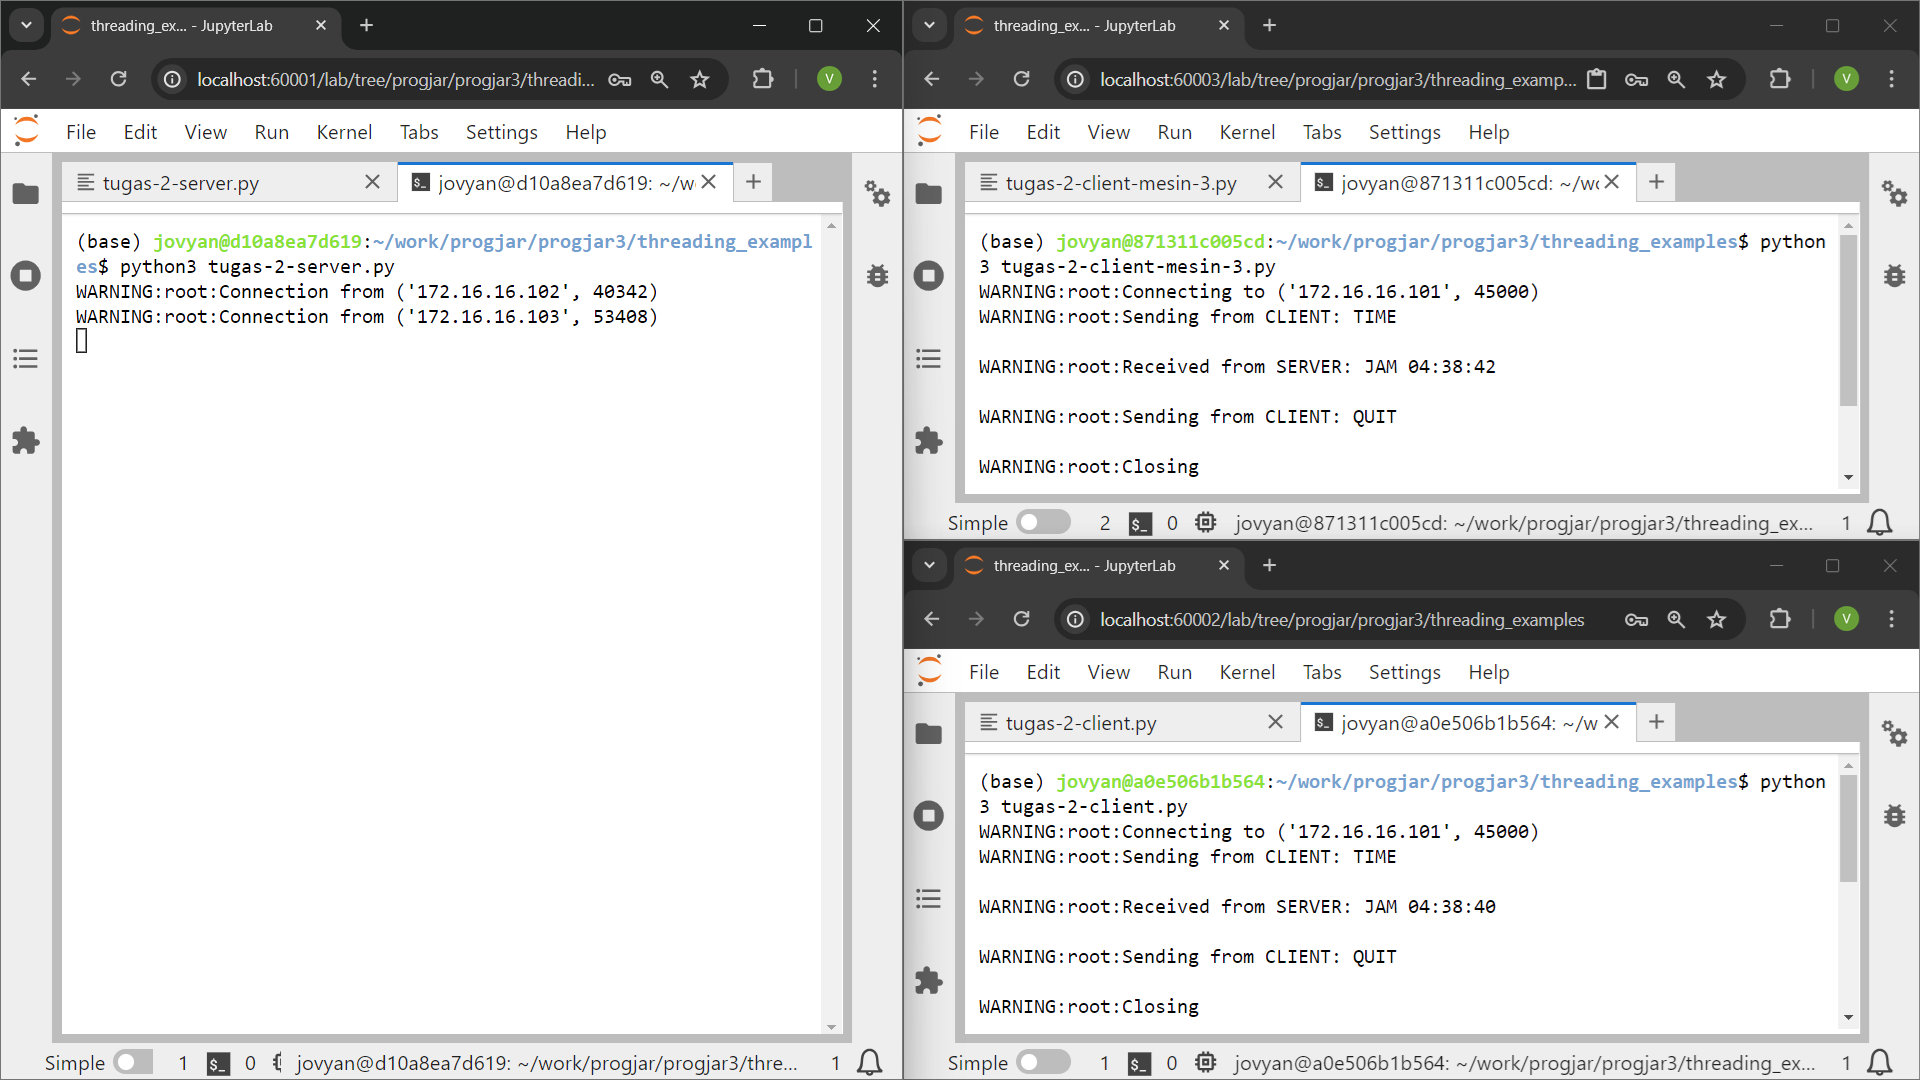 threading_ex... - JupyterLab
localhost:60001/lab/tree/progjar/progjar3/threadi...
V
File Edit View Run Kernel Tabs Settings Help
tugas-2-server.py
jovyan@d10a8ea7d619: ~/w
(base) jovyan@d10a8ea7d619:~/work/progjar/progjar3/threading_exampl
es$ python3 tugas-2-server.py
WARNING:root:Connection from ('172.16.16.102', 40342)
WARNING:root:Connection from ('172.16.16.103', 53408)
Simple 1 $_ 0 jovyan@d10a8ea7d619: ~/work/progjar/progjar3/thre...  1
threading_ex... - JupyterLab
localhost:60003/lab/tree/progjar/progjar3/threading_examp...
V
File Edit View Run Kernel Tabs Settings Help
tugas-2-client-mesin-3.py
jovyan@871311c005cd: ~/wo
(base) jovyan@871311c005cd:~/work/progjar/progjar3/threading_examples$ python
3 tugas-2-client-mesin-3.py
WARNING:root:Connecting to ('172.16.16.101', 45000)
WARNING:root:Sending from CLIENT: TIME
WARNING:root:Received from SERVER: JAM 04:38:42
WARNING:root:Sending from CLIENT: QUIT
WARNING:root:Closing
Simple 2 $_ 0 jovyan@871311c005cd: ~/work/progjar/progjar3/threading_ex... 1
threading_ex... - JupyterLab
localhost:60002/lab/tree/progjar/progjar3/threading_examples
V
File Edit View Run Kernel Tabs Settings Help
tugas-2-client.py
jovyan@a0e506b1b564: ~/w
(base) jovyan@a0e506b1b564:~/work/progjar/progjar3/threading_examples$ python
3 tugas-2-client.py
WARNING:root:Connecting to ('172.16.16.101', 45000)
WARNING:root:Sending from CLIENT: TIME
WARNING:root:Received from SERVER: JAM 04:38:40
WARNING:root:Sending from CLIENT: QUIT
WARNING:root:Closing
Simple 1 $_ 0 jovyan@a0e506b1b564: ~/work/progjar/progjar3/threading_ex... 1